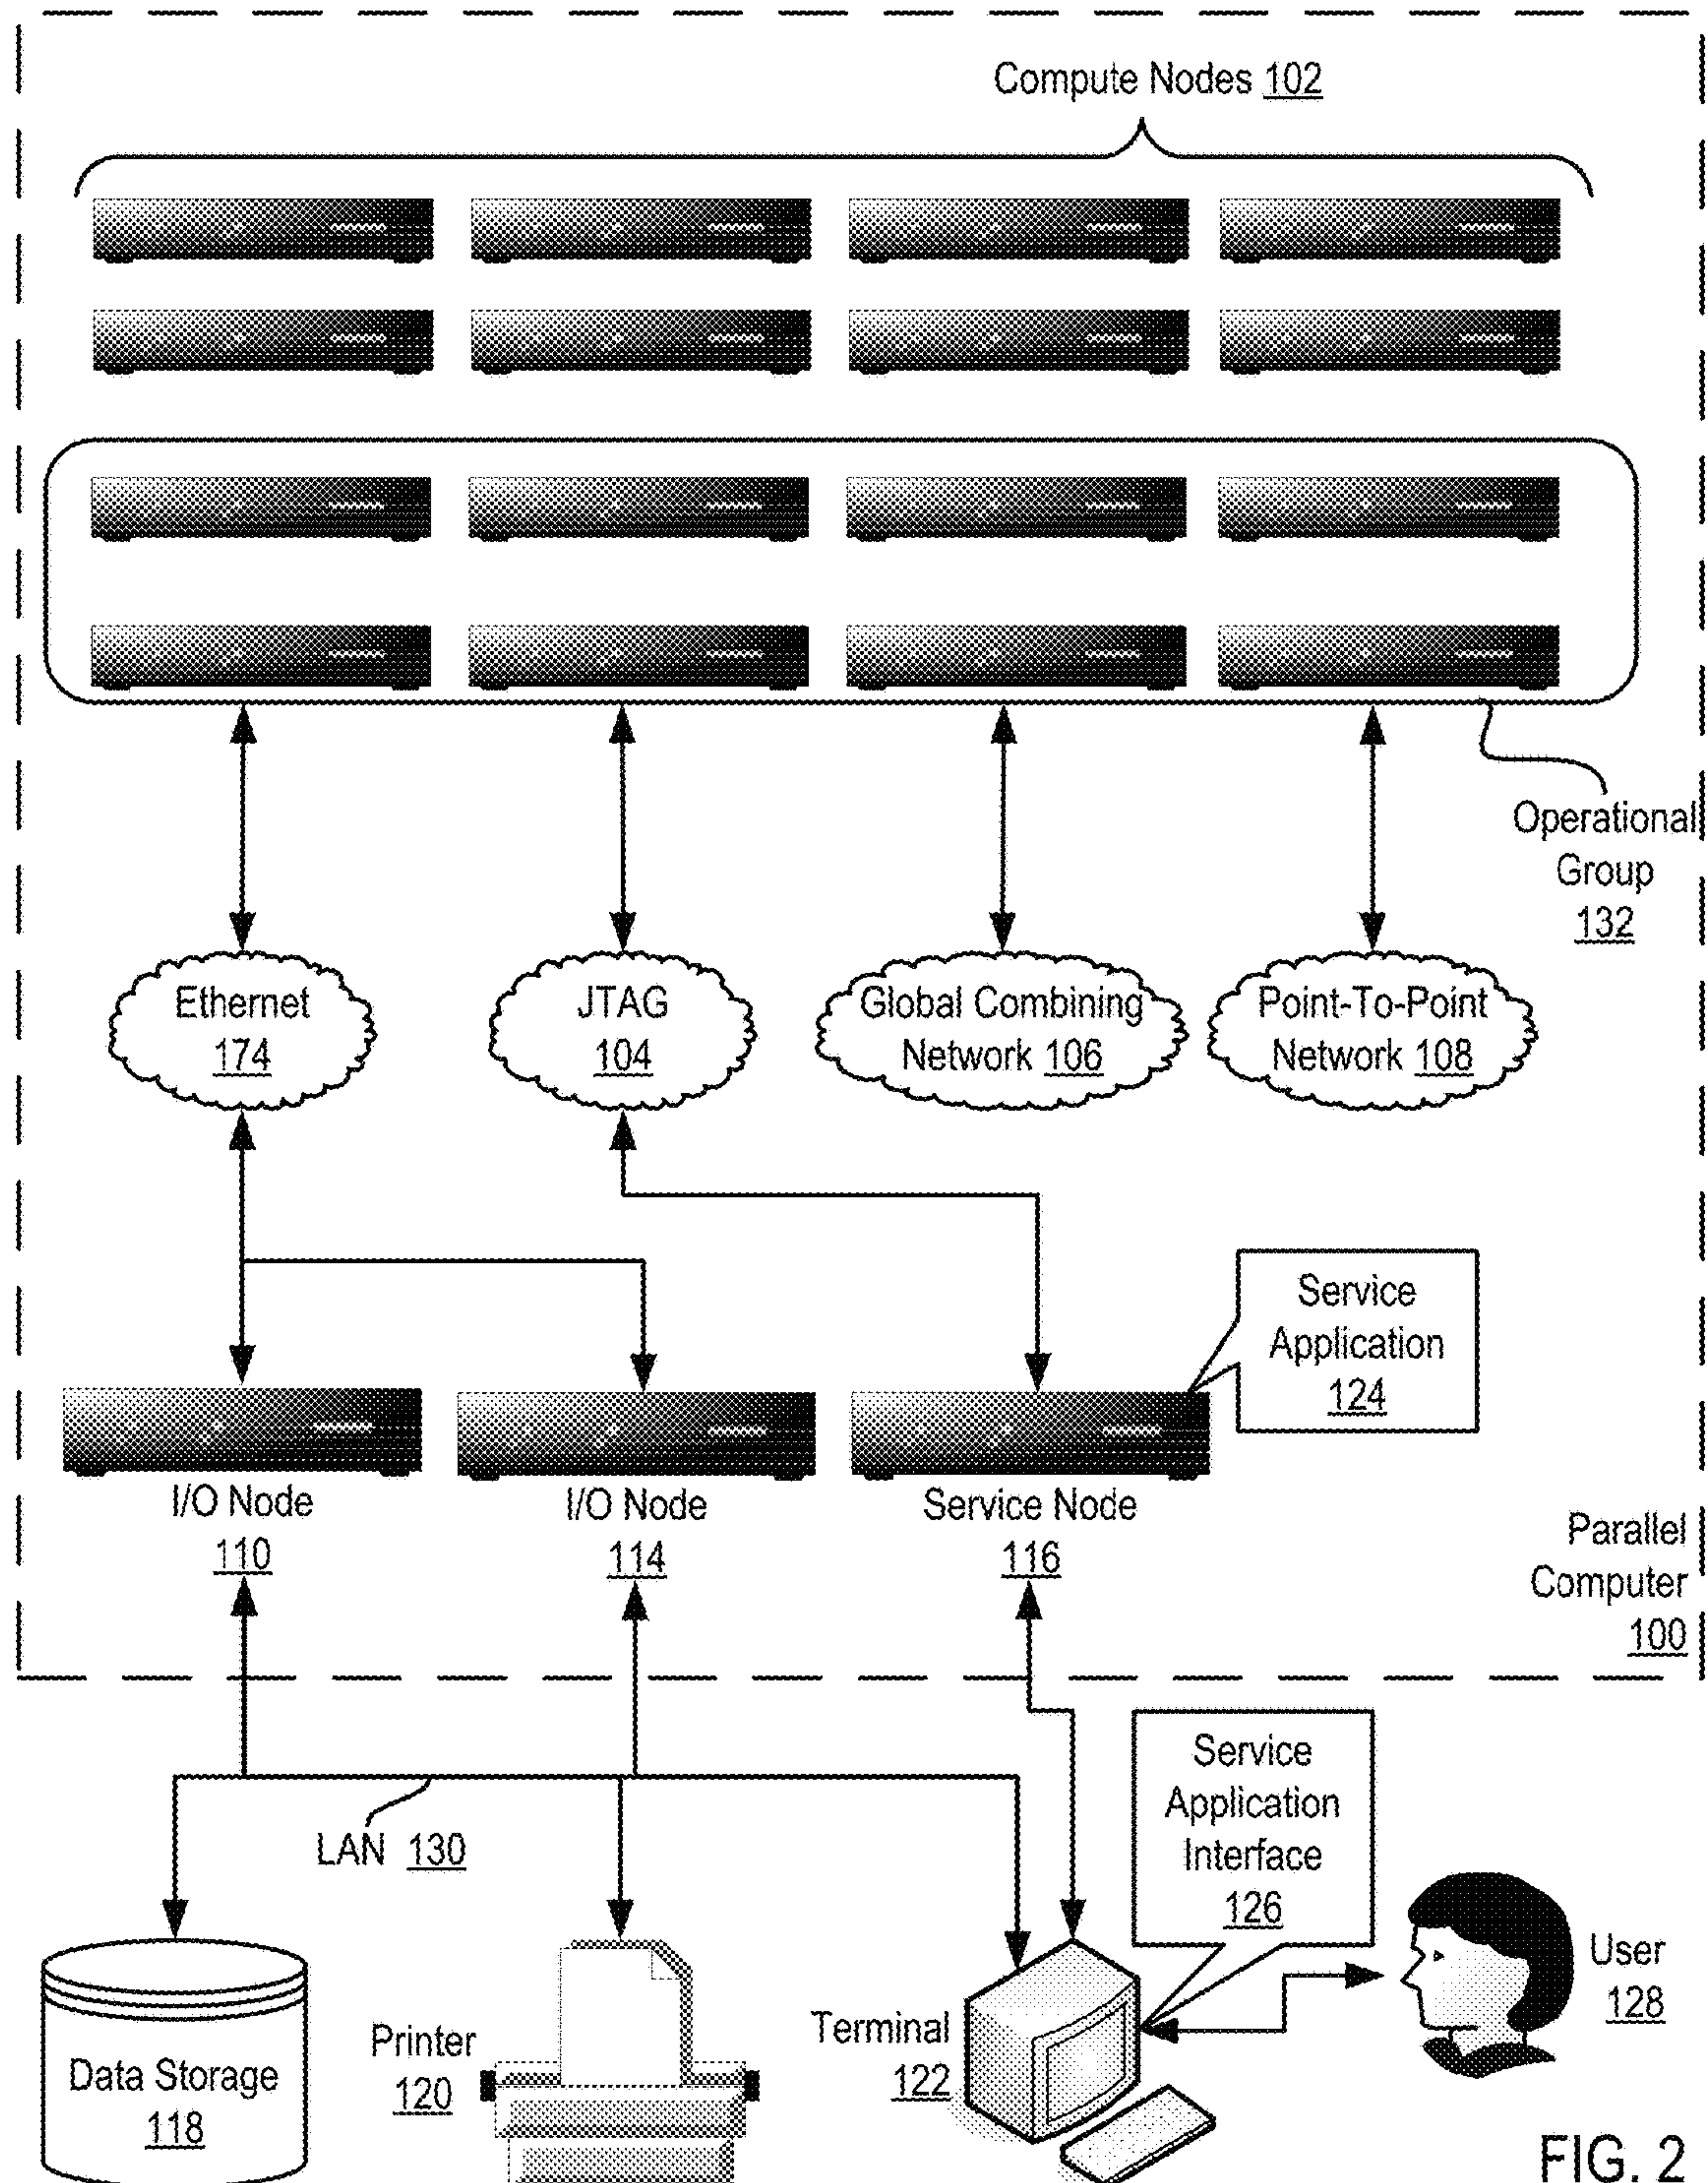 Compute Nodes 102
Operational
Group
132
Ethernet
174
JTAG
104
Global Combining
Network 106
Point-To-Point
Network 108
Service
Application
124
I/O Node
110
I/O Node
114
Service Node
116
Parallel
Computer
100
LAN 130
Service
Application
Interface
126
User
128
Data Storage
118
Printer
120
Terminal
122
FIG. 2